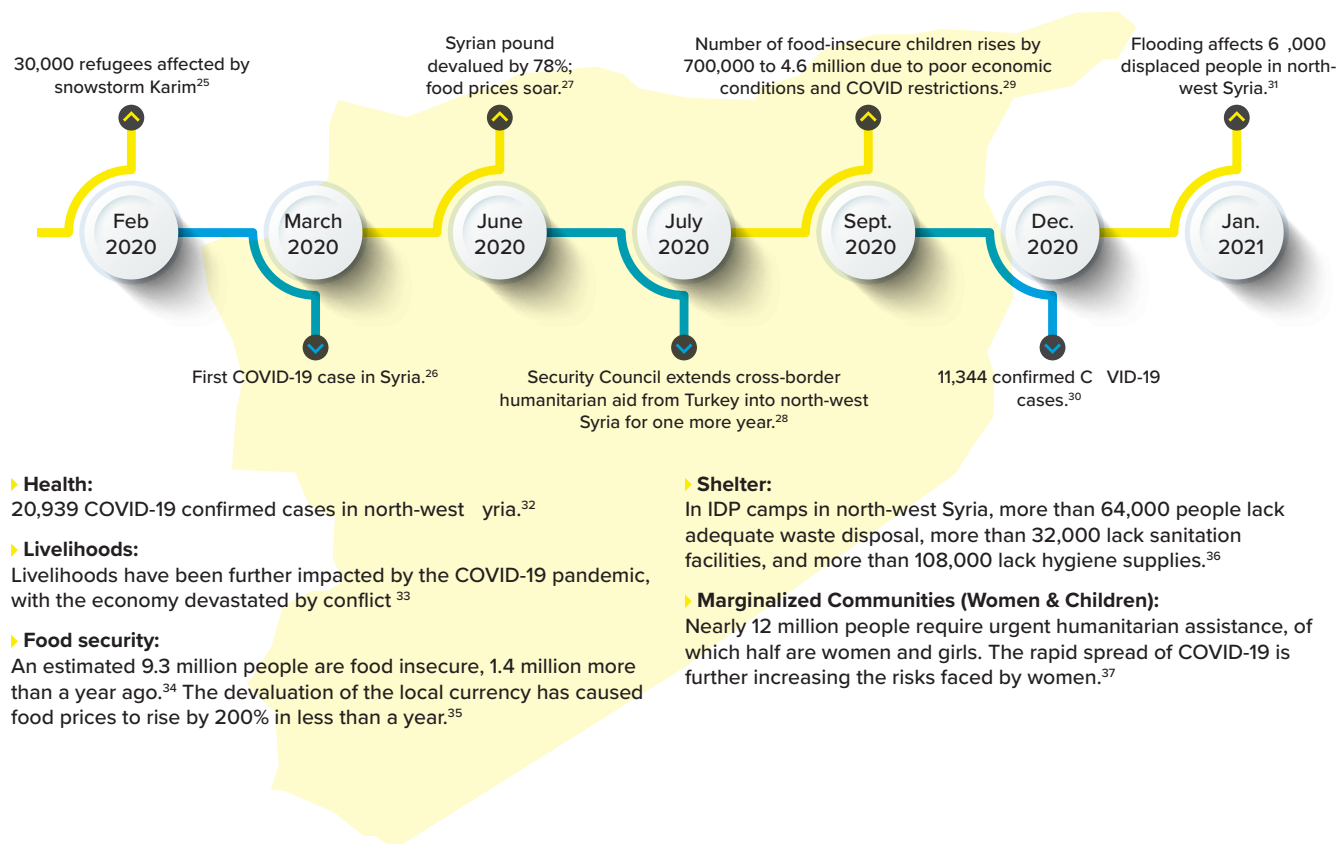 30,000 refugees affected by
snowstorm Karim²⁵
Syrian pound
devalued by 78%;
food prices soar.²⁷
Number of food-insecure children rises by
700,000 to 4.6 million due to poor economic
conditions and COVID restrictions.²⁹
Flooding affects 6 ,000
displaced people in north-
west Syria.³¹
Feb
2020
March
2020
June
2020
July
2020
Sept.
2020
Dec.
2020
Jan.
2021
First COVID-19 case in Syria.²⁶
Security Council extends cross-border
humanitarian aid from Turkey into north-west
Syria for one more year.²⁸
11,344 confirmed C VID-19
cases.³⁰
Health:
20,939 COVID-19 confirmed cases in north-west yria.³²
Livelihoods:
Livelihoods have been further impacted by the COVID-19 pandemic,
with the economy devastated by conflict ³³
Food security:
An estimated 9.3 million people are food insecure, 1.4 million more
than a year ago.³⁴ The devaluation of the local currency has caused
food prices to rise by 200% in less than a year.³⁵
Shelter:
In IDP camps in north-west Syria, more than 64,000 people lack
adequate waste disposal, more than 32,000 lack sanitation
facilities, and more than 108,000 lack hygiene supplies.³⁶
Marginalized Communities (Women & Children):
Nearly 12 million people require urgent humanitarian assistance, of
which half are women and girls. The rapid spread of COVID-19 is
further increasing the risks faced by women.³⁷